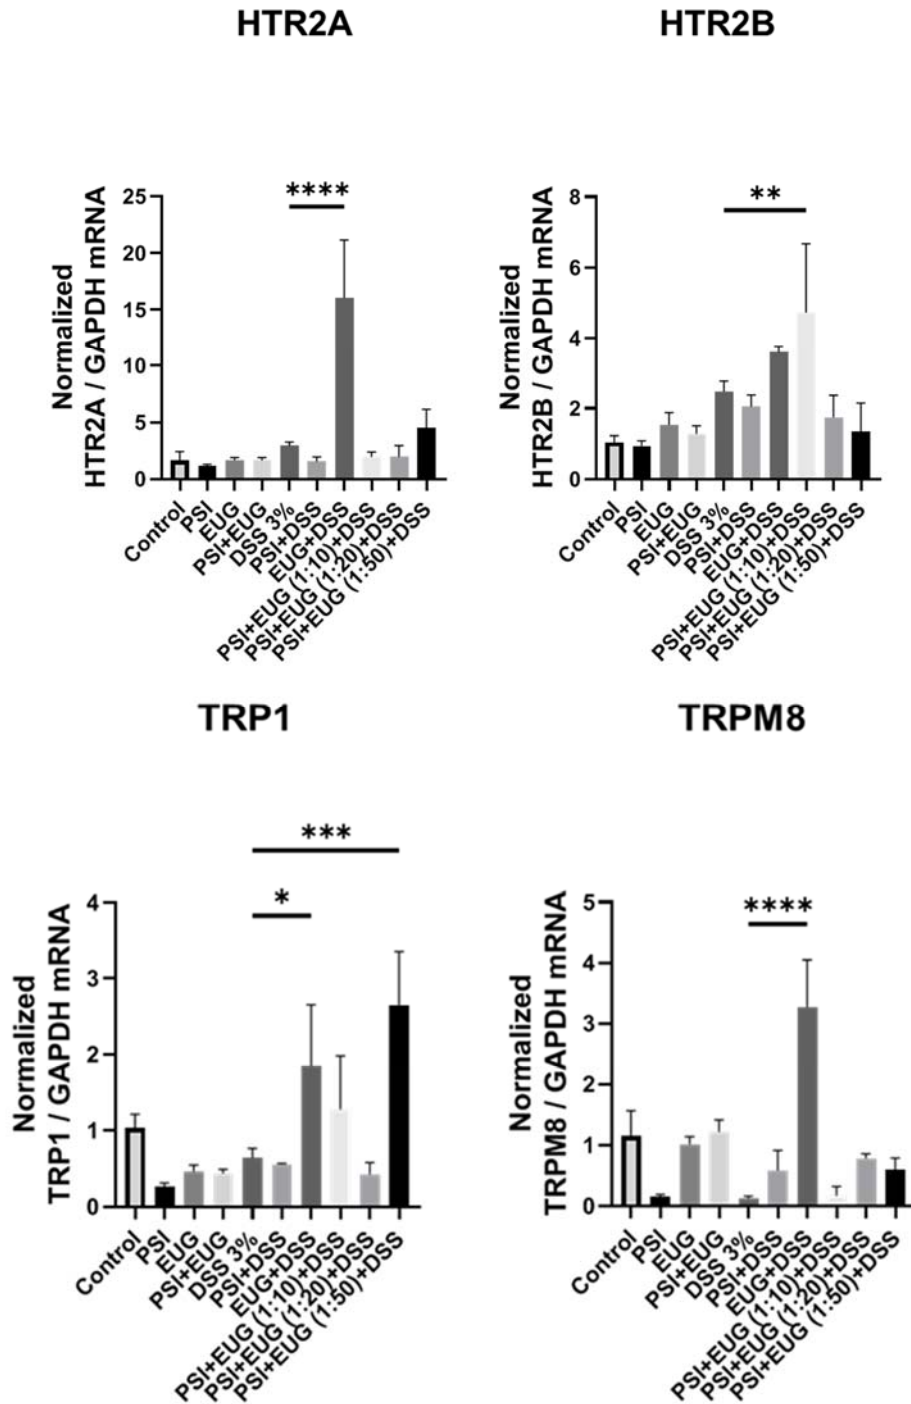 HTR2A
HTR2B
Normalized
HTR2A / GAPDH mRNA
25
20
15
10
5
0
****
Control
PSI
EUG
PSI+EUG
DSS 3%
PSI+DSS
EUG+DSS
PSI+EUG (1:10)+DSS
PSI+EUG (1:20)+DSS
PSI+EUG (1:50)+DSS
Normalized
HTR2B / GAPDH mRNA
8
6
4
2
0
**
Control
PSI
EUG
PSI+EUG
DSS 3%
PSI+DSS
EUG+DSS
PSI+EUG (1:10)+DSS
PSI+EUG (1:20)+DSS
PSI+EUG (1:50)+DSS
TRP1
TRPM8
Normalized
TRP1 / GAPDH mRNA
4
3
2
1
0
***
*
Control
PSI
EUG
PSI+EUG
DSS 3%
PSI+DSS
EUG+DSS
PSI+EUG (1:10)+DSS
PSI+EUG (1:20)+DSS
PSI+EUG (1:50)+DSS
Normalized
TRPM8 / GAPDH mRNA
5
4
3
2
1
0
****
Control
PSI
EUG
PSI+EUG
DSS 3%
PSI+DSS
EUG+DSS
PSI+EUG (1:10)+DSS
PSI+EUG (1:20)+DSS
PSI+EUG (1:50)+DSS